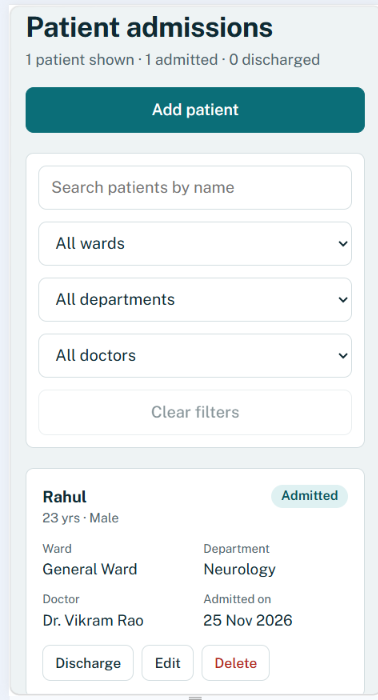 Patient admissions
1 patient shown · 1 admitted · 0 discharged
Add patient
Search patients by name
All wards
All departments
All doctors
Clear filters
Rahul
Admitted
23 yrs · Male
Ward
Department
General Ward
Neurology
Doctor
Admitted on
Dr. Vikram Rao
25 Nov 2026
Discharge
Edit
Delete